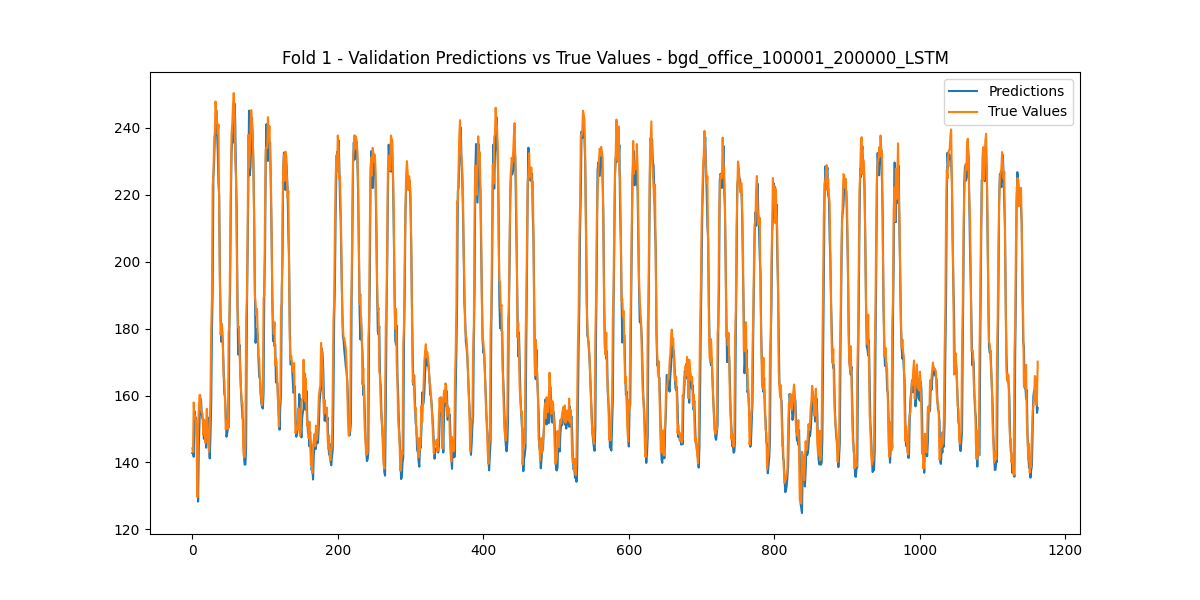 Fold 1 - Validation Predictions vs True Values - bgd_office_100001_200000_LSTM
Predictions
True Values
240
220
200
180
160
140
120
0 200 400 600 800 1000 1200